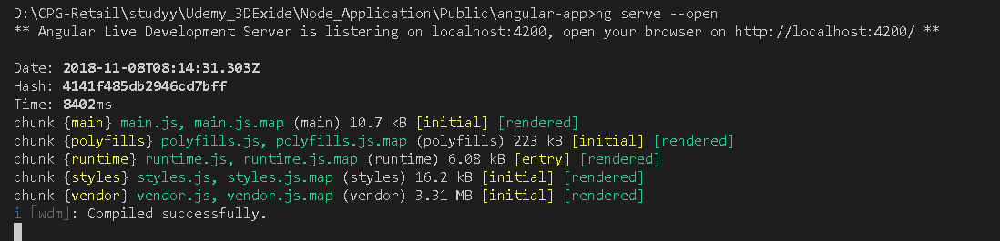 D:\CPG-Retail\studyy\Udemy_3DExide\Node_Application\Public\angular-app>ng serve --open
** Angular Live Development Server is listening on localhost:4200, open your browser on http://localhost:4200/ **
Date: 2018-11-08T08:14:31.303Z
Hash: 4141f485db2946cd7bff
Time: 8402ms
chunk {main} main.js, main.js.map (main) 10.7 kB [initial] [rendered]
chunk {polyfills} polyfills.js, polyfills.js.map (polyfills) 223 kB [initial] [rendered]
chunk {runtime} runtime.js, runtime.js.map (runtime) 6.08 kB [entry] [rendered]
chunk {styles} styles.js, styles.js.map (styles) 16.2 kB [initial] [rendered]
chunk {vendor} vendor.js, vendor.js.map (vendor) 3.31 MB [initial] [rendered]
i ｢wdm｣: Compiled successfully.